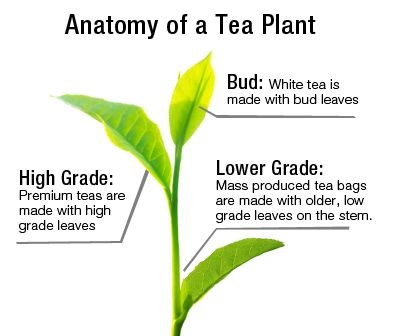 Anatomy of a Tea Plant
Bud: White tea is
made with bud leaves
High Grade:
Premium teas are
made with high
grade leaves
Lower Grade:
Mass produced tea bags
are made with older, low
grade leaves on the stem.